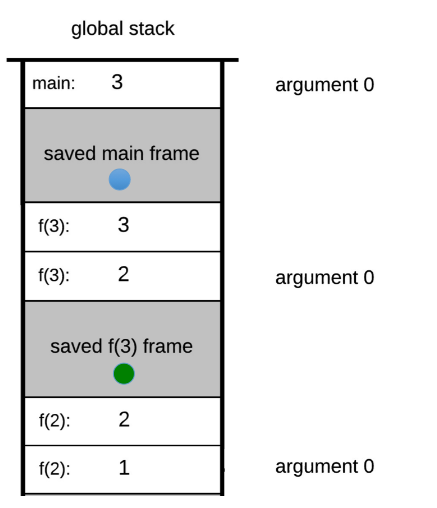 global stack
main: 3 argument 0
saved main frame
f(3): 3
f(3): 2 argument 0
saved f(3) frame
f(2): 2
f(2): 1 argument 0